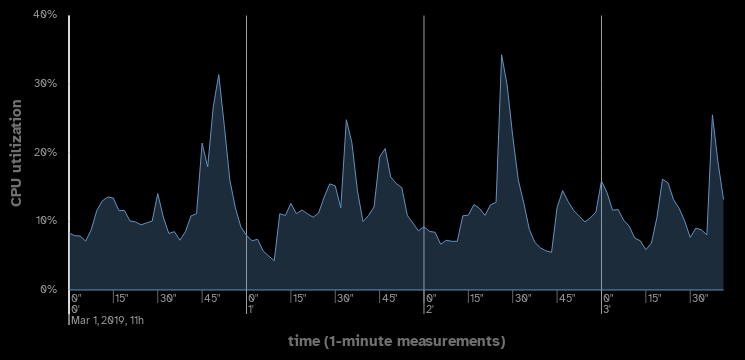 40%
30%
20%
10%
0%
CPU utilization
0" 15" 30" 45" 0" 15" 30" 45" 0" 15" 30" 45" 0" 15" 30"
0' 1' 2' 3'
Mar 1, 2019, 11h
time (1-minute measurements)